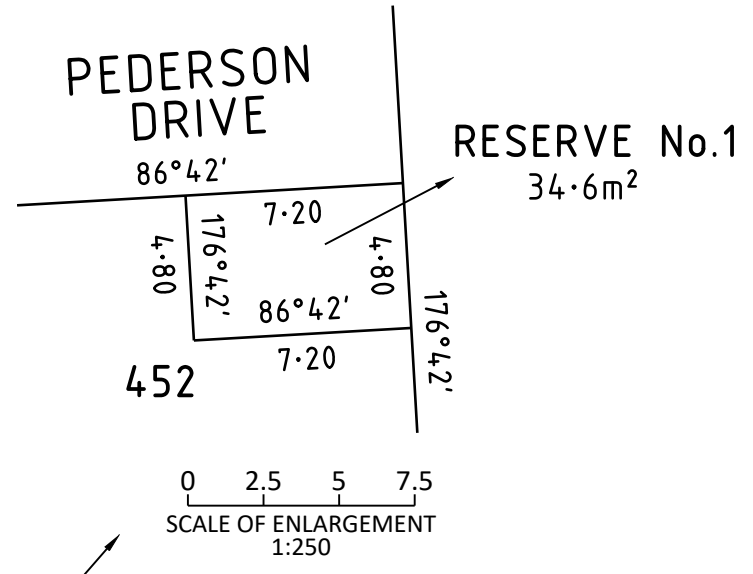 PEDERSON
DRIVE
RESERVE No.1
34·6m²
86°42'
7·20
4·80
176°42'
4·80
86°42'
7·20
176°42'
452
0 2.5 5 7.5
SCALE OF ENLARGEMENT
1:250